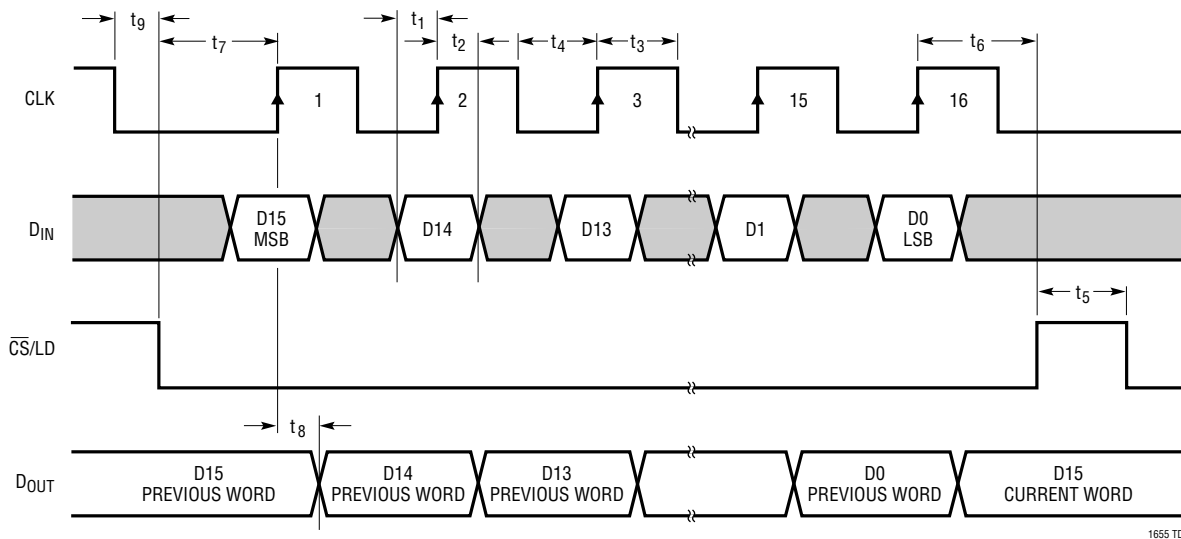 t9
t7
t1
t2
t4
t3
t6
CLK
1
2
3
15
16
DIN
D15
MSB
D14
D13
D1
D0
LSB
t5
CS/LD
t8
DOUT
D15
PREVIOUS WORD
D14
PREVIOUS WORD
D13
PREVIOUS WORD
D0
PREVIOUS WORD
D15
CURRENT WORD
1655 TD